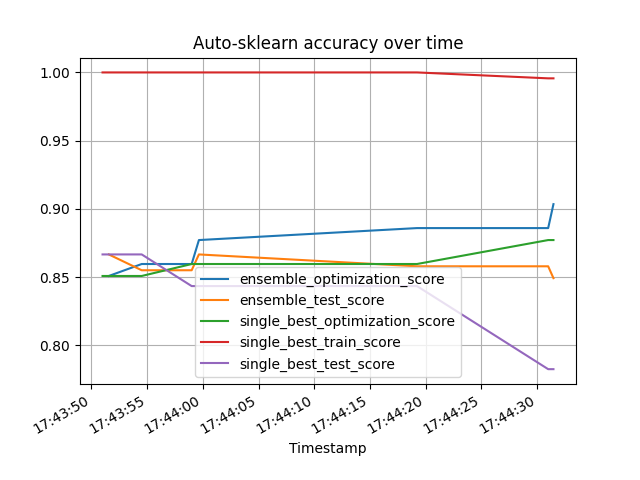 Auto-sklearn accuracy over time
1.00
0.95
0.90
0.85
0.80
ensemble_optimization_score
ensemble_test_score
single_best_optimization_score
single_best_train_score
single_best_test_score
17:43:50
17:43:55
17:44:00
17:44:05
17:44:10
17:44:15
17:44:20
17:44:25
17:44:30
Timestamp